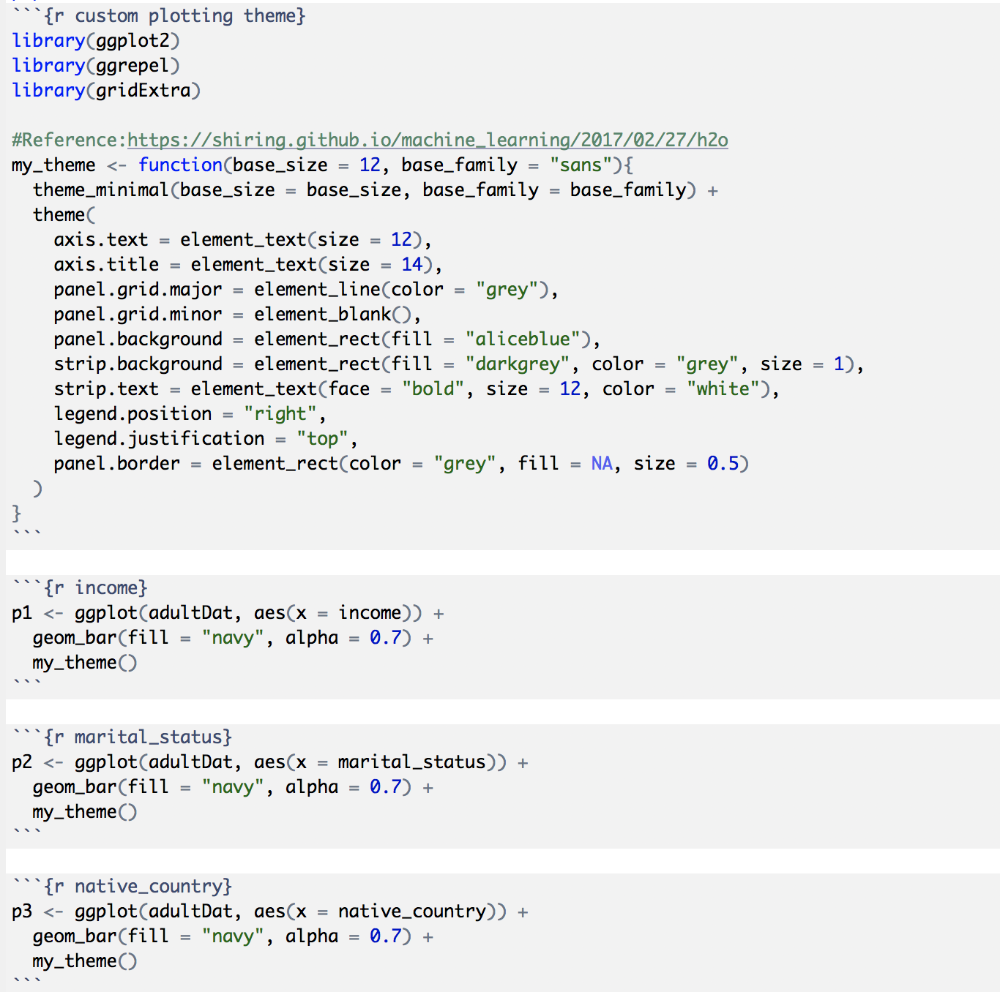 ```{r custom plotting theme}
library(ggplot2)
library(ggrepel)
library(gridExtra)

#Reference:https://shiring.github.io/machine_learning/2017/02/27/h2o
my_theme <- function(base_size = 12, base_family = "sans"){
  theme_minimal(base_size = base_size, base_family = base_family) +
  theme(
    axis.text = element_text(size = 12),
    axis.title = element_text(size = 14),
    panel.grid.major = element_line(color = "grey"),
    panel.grid.minor = element_blank(),
    panel.background = element_rect(fill = "aliceblue"),
    strip.background = element_rect(fill = "darkgrey", color = "grey", size = 1),
    strip.text = element_text(face = "bold", size = 12, color = "white"),
    legend.position = "right",
    legend.justification = "top",
    panel.border = element_rect(color = "grey", fill = NA, size = 0.5)
  )
}
```

```{r income}
p1 <- ggplot(adultDat, aes(x = income)) +
  geom_bar(fill = "navy", alpha = 0.7) +
  my_theme()
```

```{r marital_status}
p2 <- ggplot(adultDat, aes(x = marital_status)) +
  geom_bar(fill = "navy", alpha = 0.7) +
  my_theme()
```

```{r native_country}
p3 <- ggplot(adultDat, aes(x = native_country)) +
  geom_bar(fill = "navy", alpha = 0.7) +
  my_theme()
```